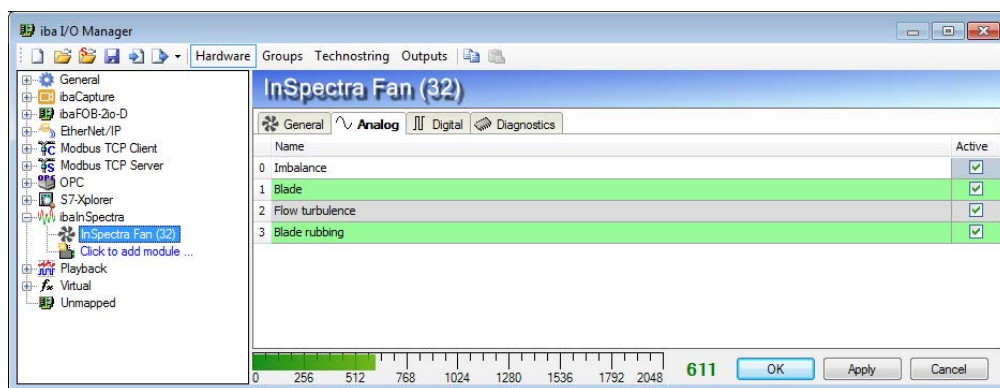 iba I/O Manager
Hardware Groups Technostring Outputs
General
ibaCapture
ibaFOB-2io-D
EtherNet/IP
Modbus TCP Client
Modbus TCP Server
OPC
S7-Xplorer
ibaInSpectra
InSpectra Fan (32)
Click to add module ...
Playback
Virtual
Unmapped
InSpectra Fan (32)
General Analog Digital Diagnostics
Name Active
0 Imbalance
1 Blade
2 Flow turbulence
3 Blade rubbing
0 256 512 768 1024 1280 1536 1792 2048
611
OK Apply Cancel